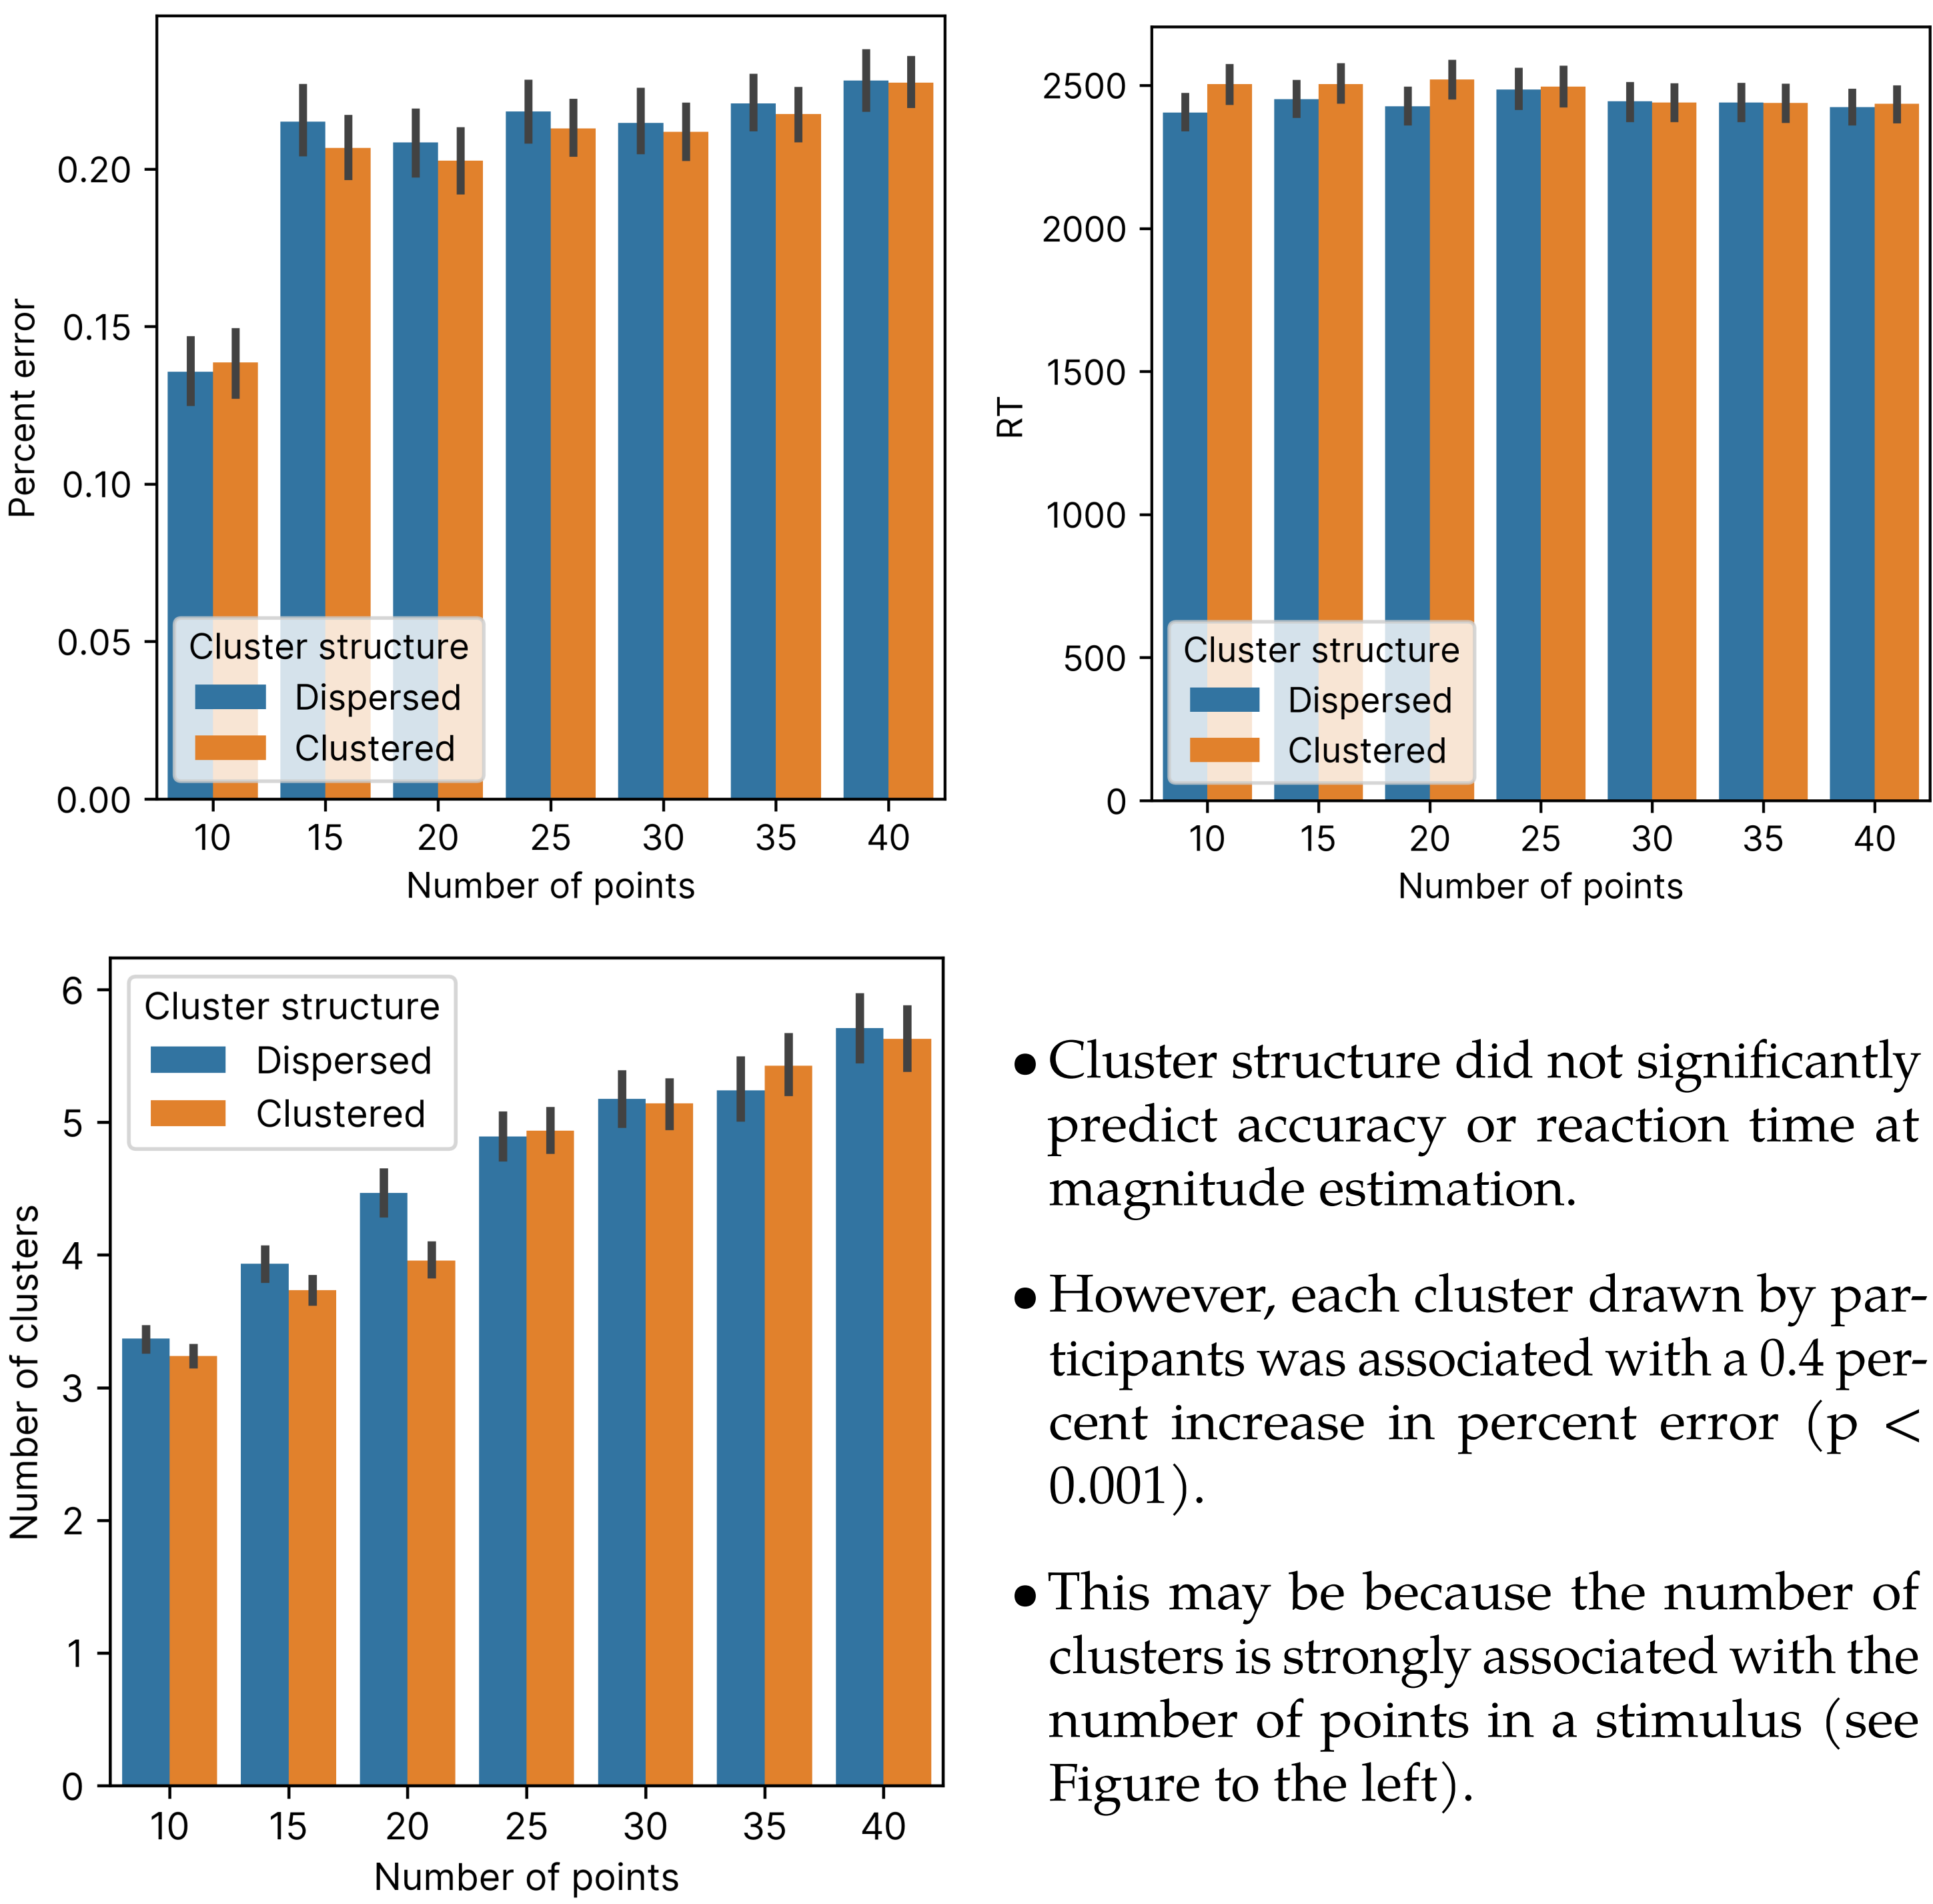 Percent error
0.20
0.15
0.10
0.05
0.00
Cluster structure
Dispersed
Clustered
10 15 20 25 30 35 40
Number of points
RT
2500
2000
1500
1000
500
0
Cluster structure
Dispersed
Clustered
10 15 20 25 30 35 40
Number of points
Number of clusters
6
5
4
3
2
1
0
Cluster structure
Dispersed
Clustered
10 15 20 25 30 35 40
Number of points
• Cluster structure did not significantly
predict accuracy or reaction time at
magnitude estimation.
• However, each cluster drawn by par-
ticipants was associated with a 0.4 per-
cent increase in percent error (p <
0.001).
• This may be because the number of
clusters is strongly associated with the
number of points in a stimulus (see
Figure to the left).